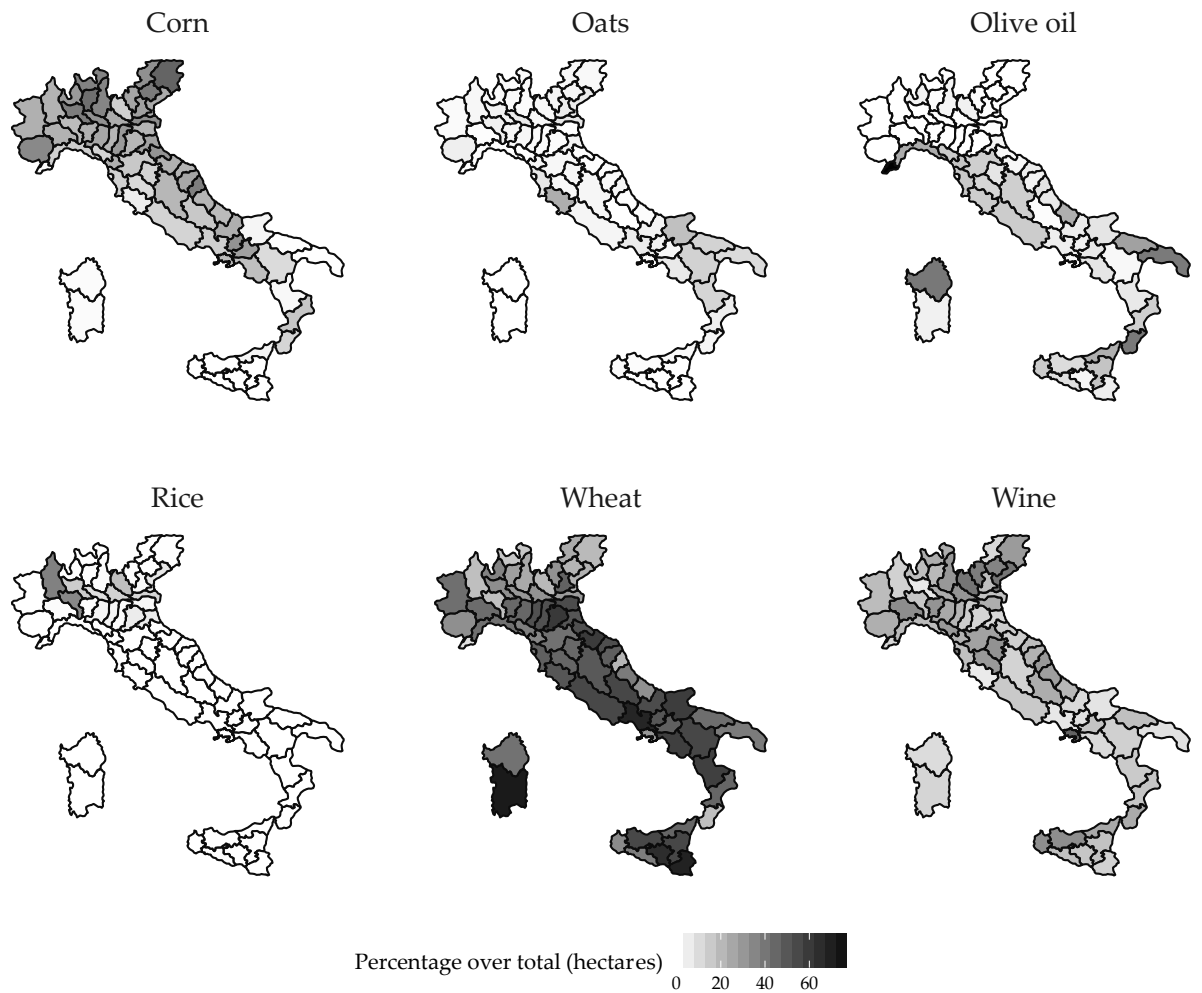 Corn
Oats
Olive oil
Rice
Wheat
Wine
Percentage over total (hectares)
0 20 40 60